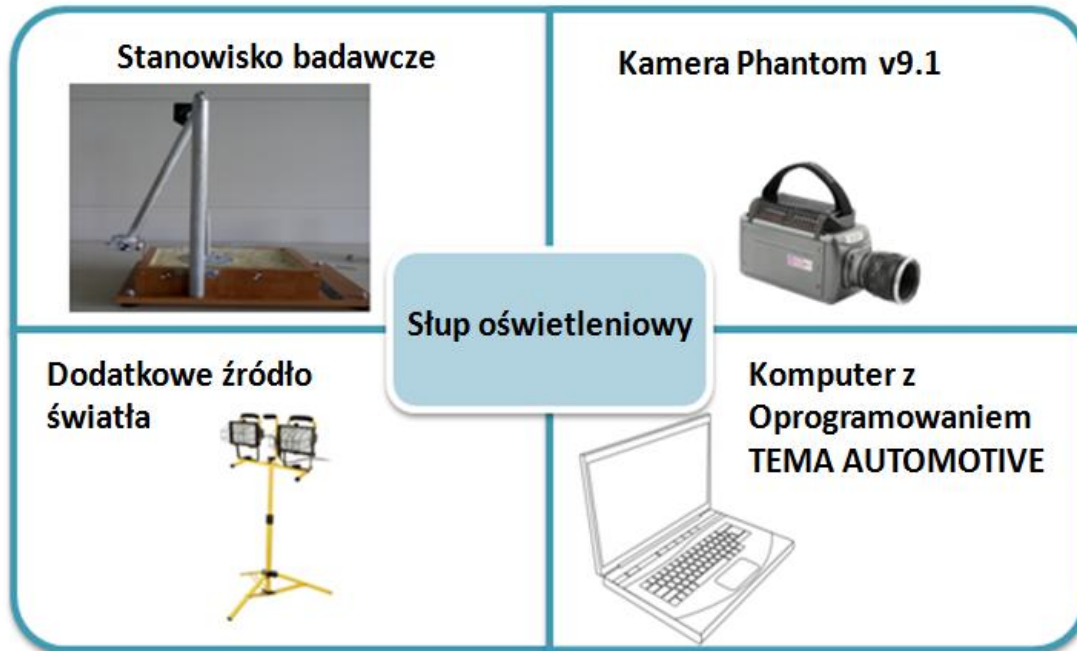 Stanowisko badawcze
Kamera Phantom v9.1
Słup oświetleniowy
Dodatkowe źródło
światła
Komputer z
Oprogramowaniem
TEMA AUTOMOTIVE